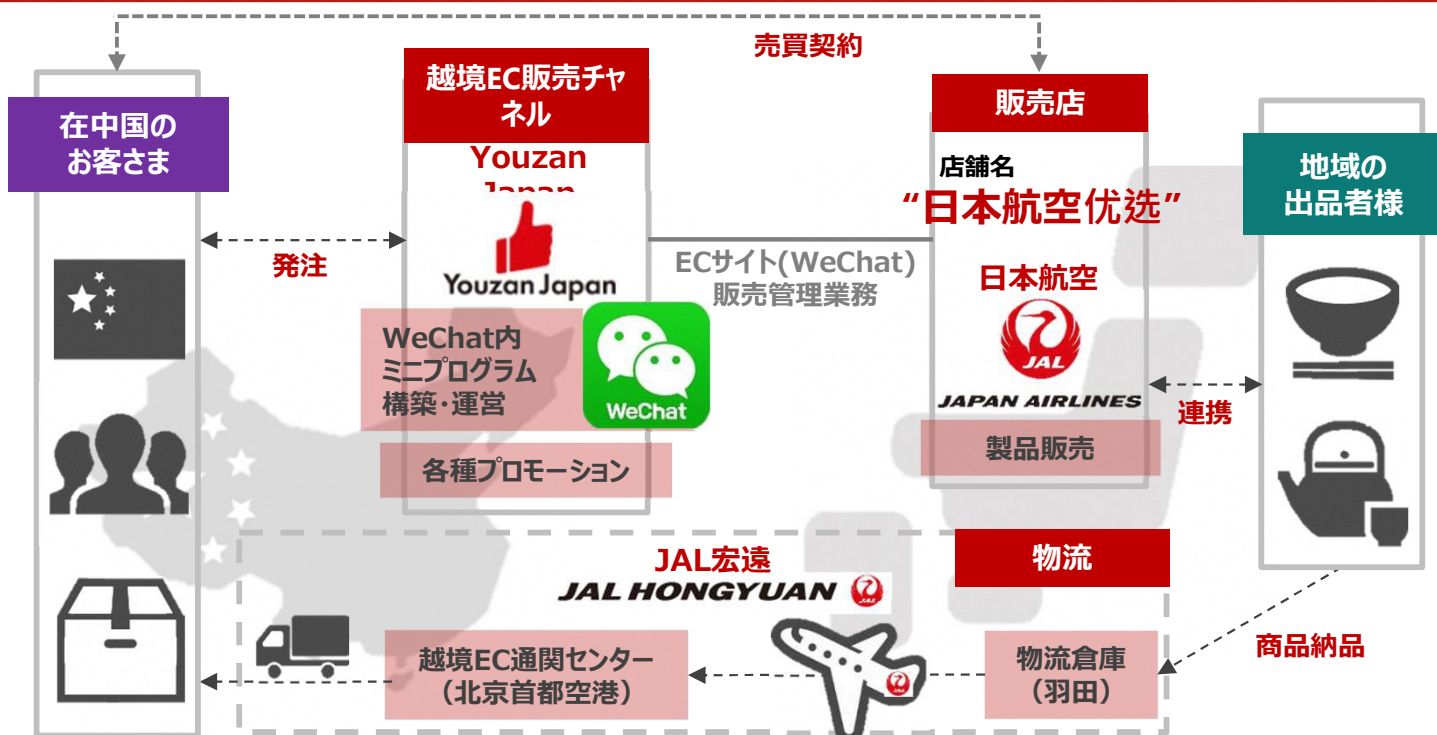 売買契約
在中国の
お客さま
越境EC販売チャ
ネル
Youzan
Japan
Youzan Japan
WeChat内
ミニプログラム
構築・運営
WeChat
各種プロモーション
発注
ECサイト(WeChat)
販売管理業務
販売店
店舗名
“日本航空优选”
日本航空
JAL
JAPAN AIRLINES
製品販売
連携
地域の
出品者様
商品納品
物流
JAL宏遠
JAL HONGYUAN
物流倉庫
（羽田）
越境EC通関センター
（北京首都空港）